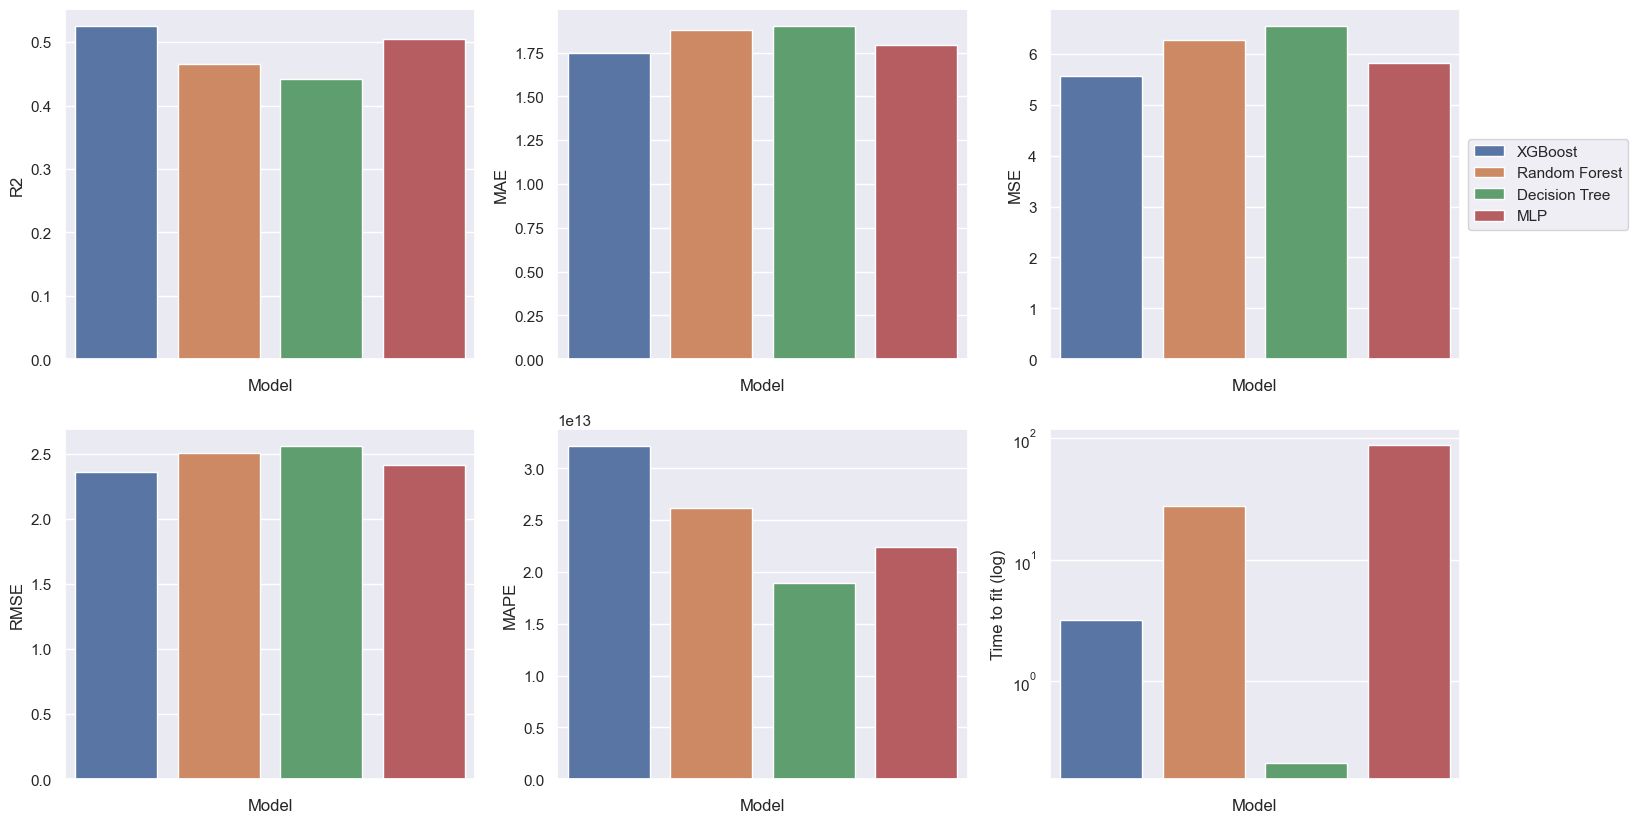 0.5
0.4
0.3
0.2
0.1
0.0
R2
Model
1.75
1.50
1.25
1.00
0.75
0.50
0.25
0.00
MAE
Model
6
5
4
3
2
1
0
MSE
Model
XGBoost
Random Forest
Decision Tree
MLP
2.5
2.0
1.5
1.0
0.5
0.0
RMSE
Model
1e13
3.0
2.5
2.0
1.5
1.0
0.5
0.0
MAPE
Model
10²
10¹
10⁰
Time to fit (log)
Model